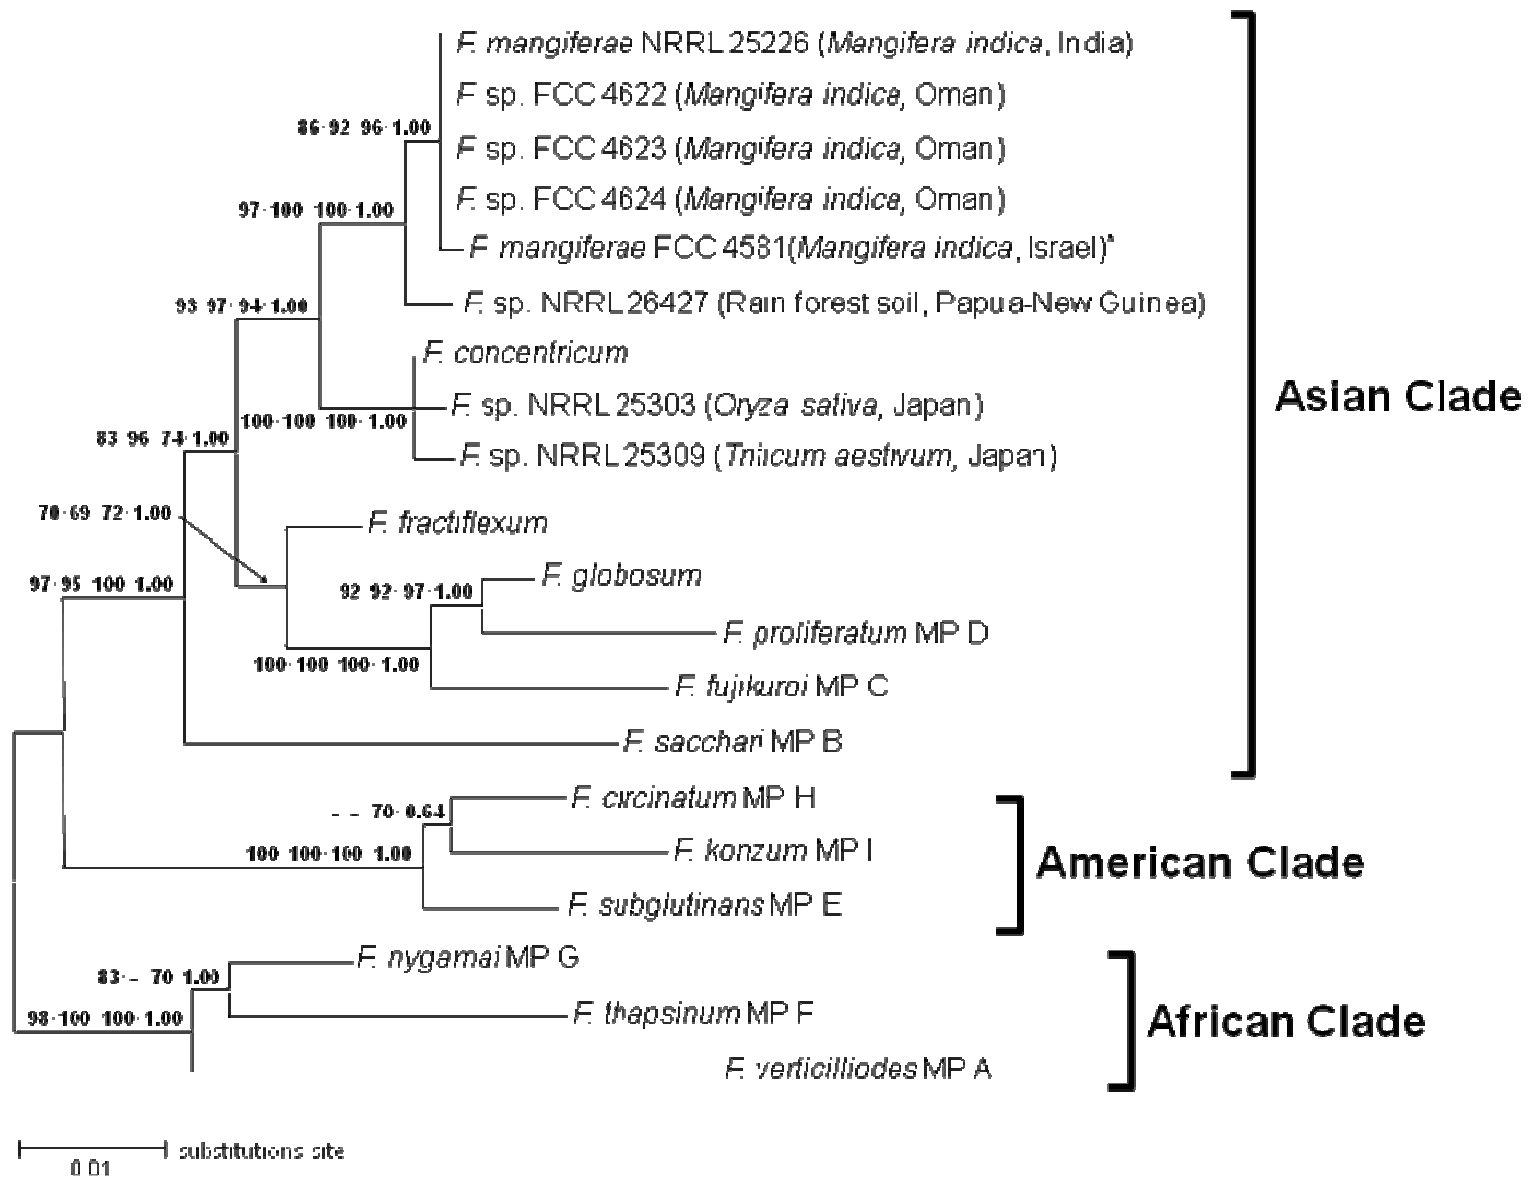 F. mangiferae NRRL 25226 (Mangifera indica, India)
F sp. FCC 4622 (Mangifera indica, Oman)
86·92 96·1.00
F sp. FCC 4623 (Mangifera indica, Oman)
F sp. FCC 4624 (Mangifera indica, Oman)
97·100 100·1.00
F mangiferae FCC 4581(Mangifera indica, Israel)
93 97·94·1.00
F. sp. NRRL 26427 (Rain forest soil, Papua-New Guinea)
F. concentricum
Asian Clade
F. sp. NRRL 25303 (Oryza sativa, Japan)
100·100 100·1.00
83 96 74·1.00
F. sp. NRRL 25309 (Triticum aestivum, Japan)
70·69 72·1.00
F. fractiflexum
F. globosum
97·95 100 1.00
92 92·97·1.00
F. proliferatum MP D
100·100 100·1.00
F. fujikuroi MP C
F. sacchari MP B
F. circinatum MP H
– – 70·0.64
F. konzum MP I
100 100·100 1.00
American Clade
F. subglutinans MP E
F. nygamai MP G
83·– 70 1.00
F. thapsinum MP F
98·100 100·1.00
African Clade
F. verticilliodes MP A
0.01
substitutions site